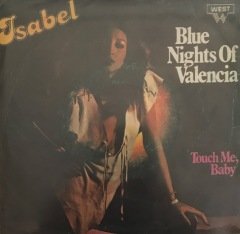 Isabel
WEST
Blue
Nights Of
Valencia
Touch Me,
Baby